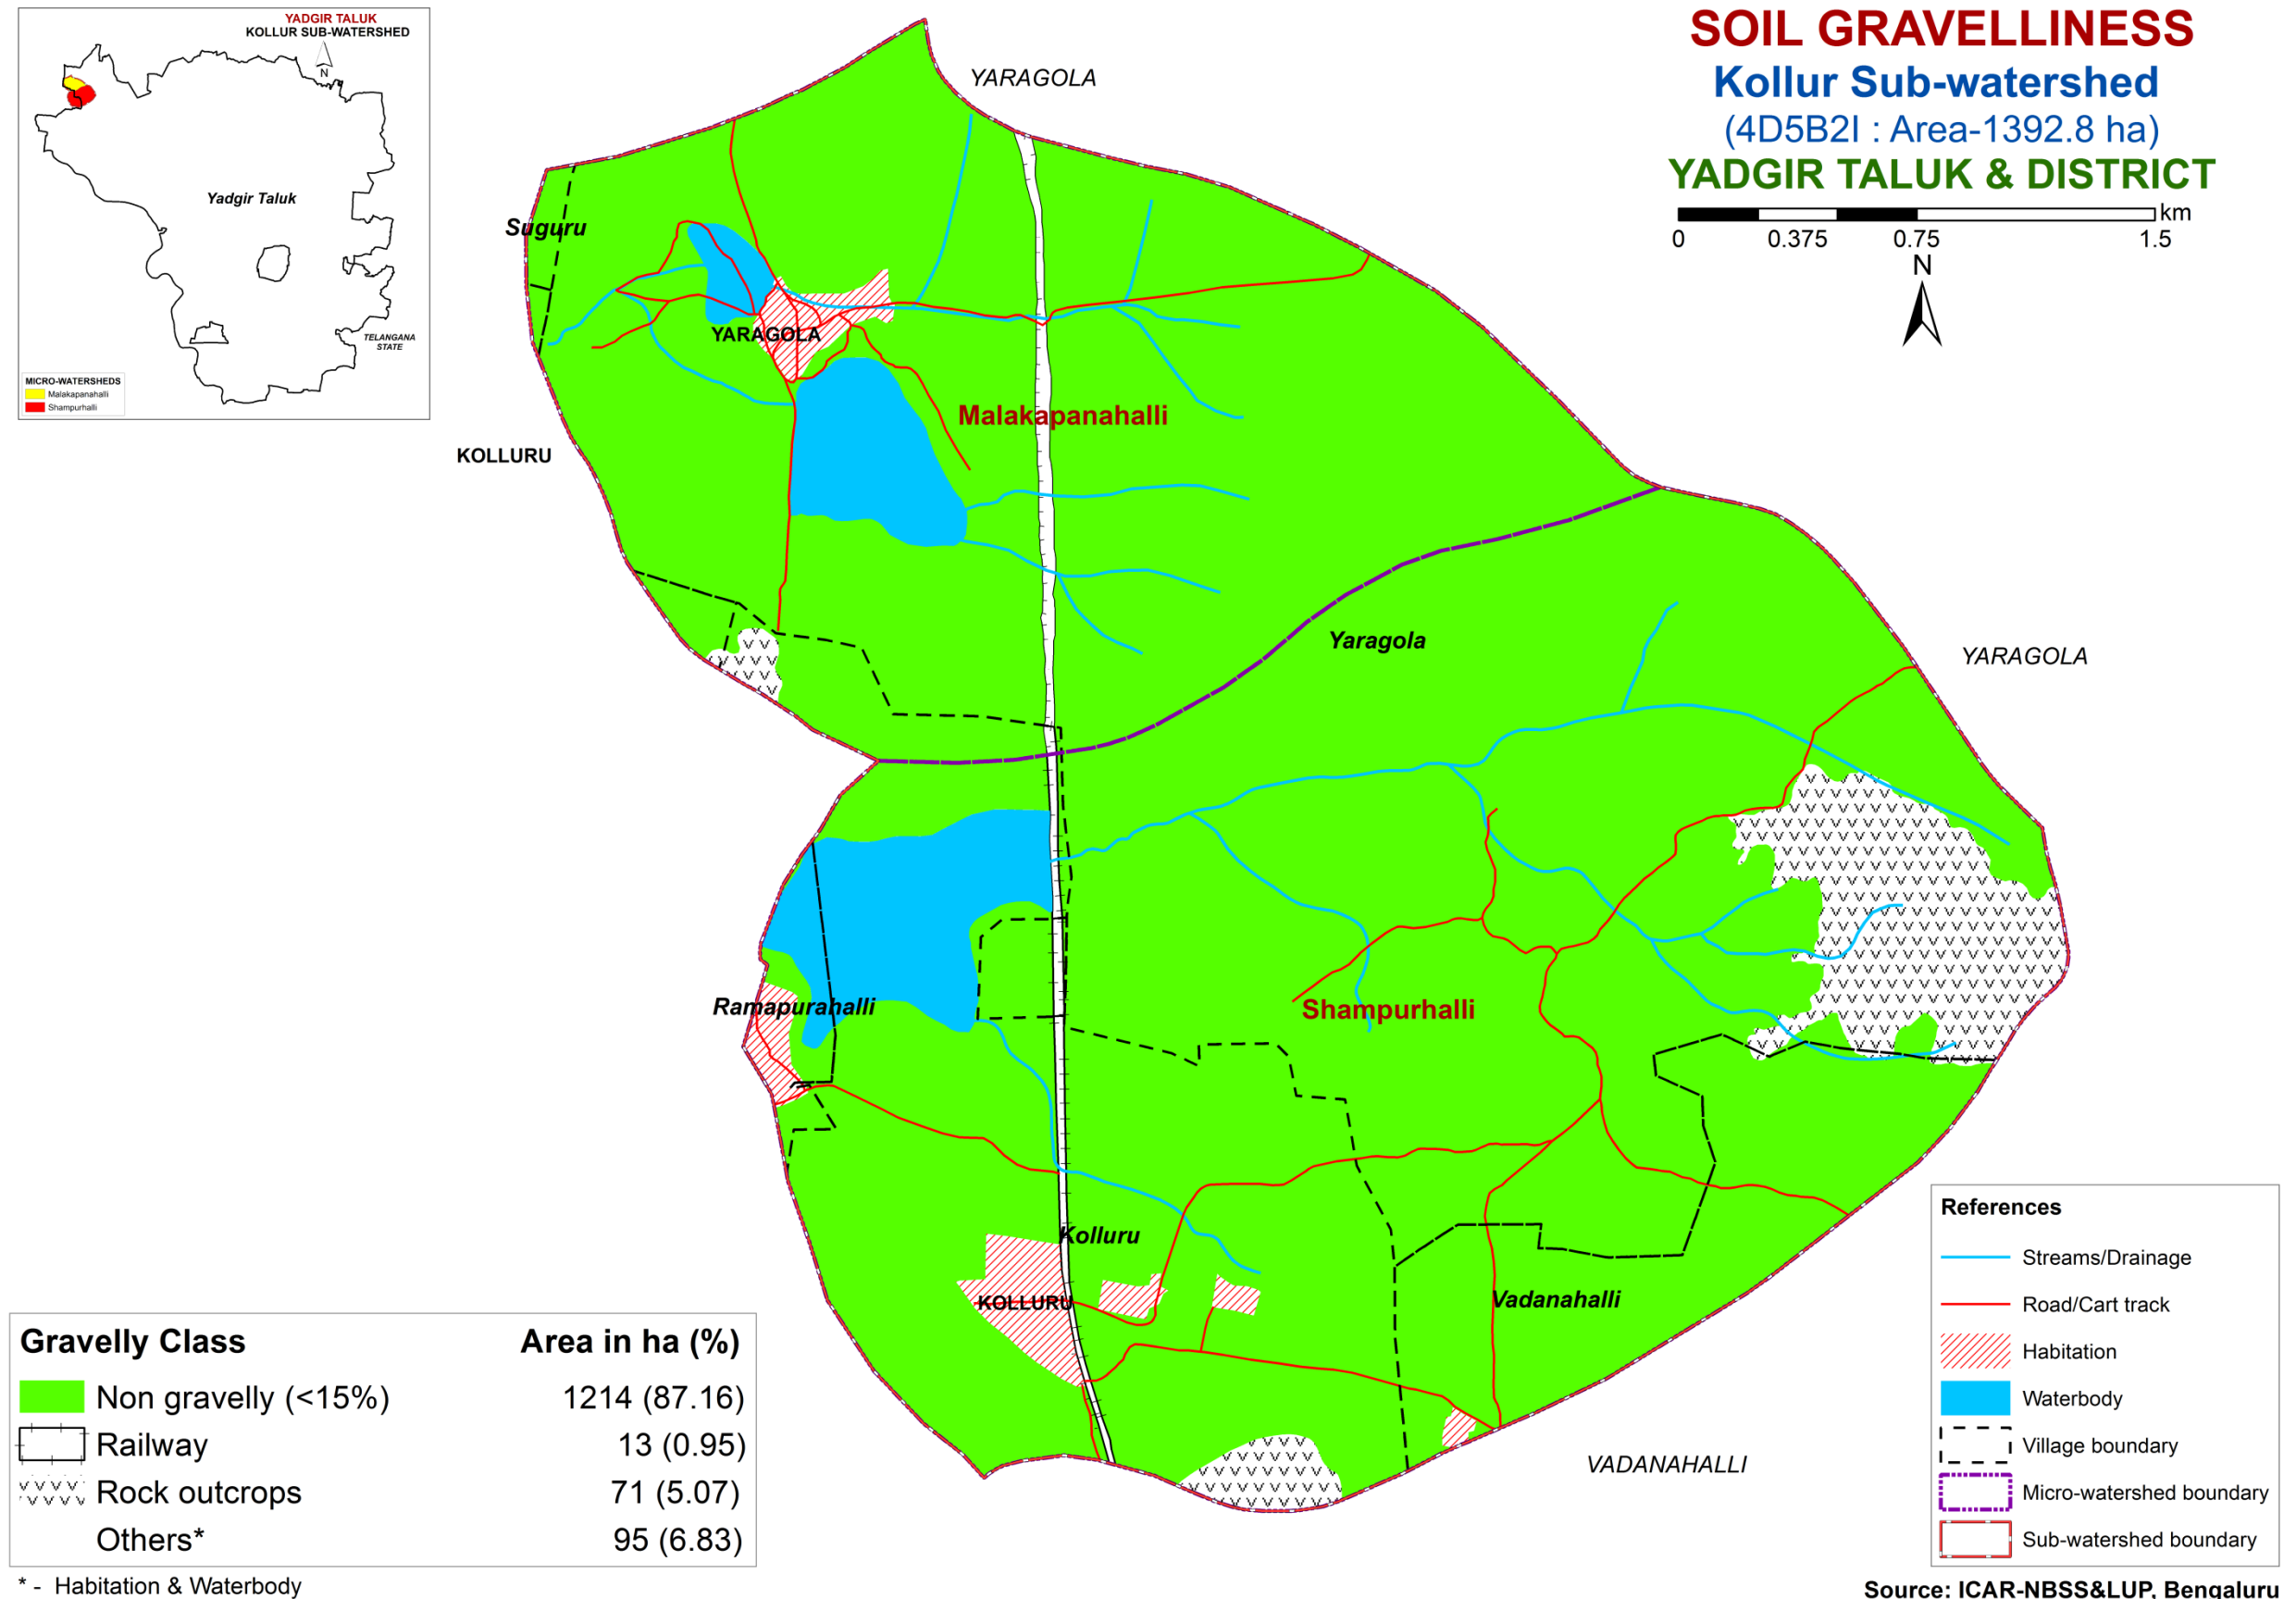 YADGIR TALUK
KOLLUR SUB-WATERSHED
N
Yadgir Taluk
TELANGANA
STATE
MICRO-WATERSHEDS
Malakapanahalli
Shampurhalli
SOIL GRAVELLINESS
Kollur Sub-watershed
(4D5B2I : Area-1392.8 ha)
YADGIR TALUK & DISTRICT
km
0 0.375 0.75 1.5
N
YARAGOLA
Suguru
YARAGOLA
Malakapanahalli
KOLLURU
Yaragola
YARAGOLA
Ramapurahalli
Shampurhalli
Kolluru
KOLLURU
Vadanahalli
VADANAHALLI
Gravelly Class Area in ha (%)
Non gravelly (<15%) 1214 (87.16)
Railway 13 (0.95)
Rock outcrops 71 (5.07)
Others* 95 (6.83)
* - Habitation & Waterbody
References
Streams/Drainage
Road/Cart track
Habitation
Waterbody
Village boundary
Micro-watershed boundary
Sub-watershed boundary
Source: ICAR-NBSS&LUP, Bengaluru